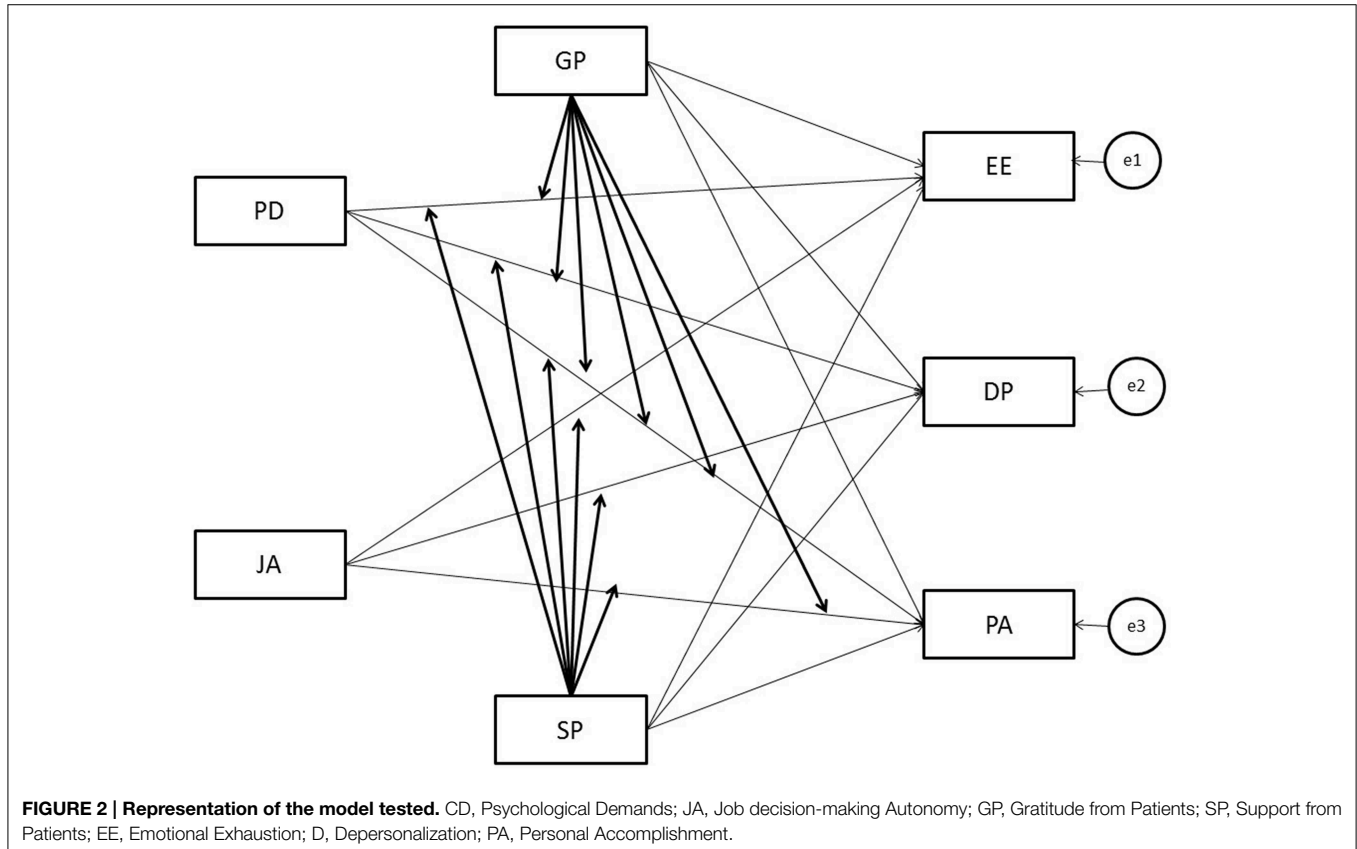 GP
EE
e1
PD
DP
e2
JA
PA
e3
SP
FIGURE 2 | Representation of the model tested. CD, Psychological Demands; JA, Job decision-making Autonomy; GP, Gratitude from Patients; SP, Support from
Patients; EE, Emotional Exhaustion; D, Depersonalization; PA, Personal Accomplishment.